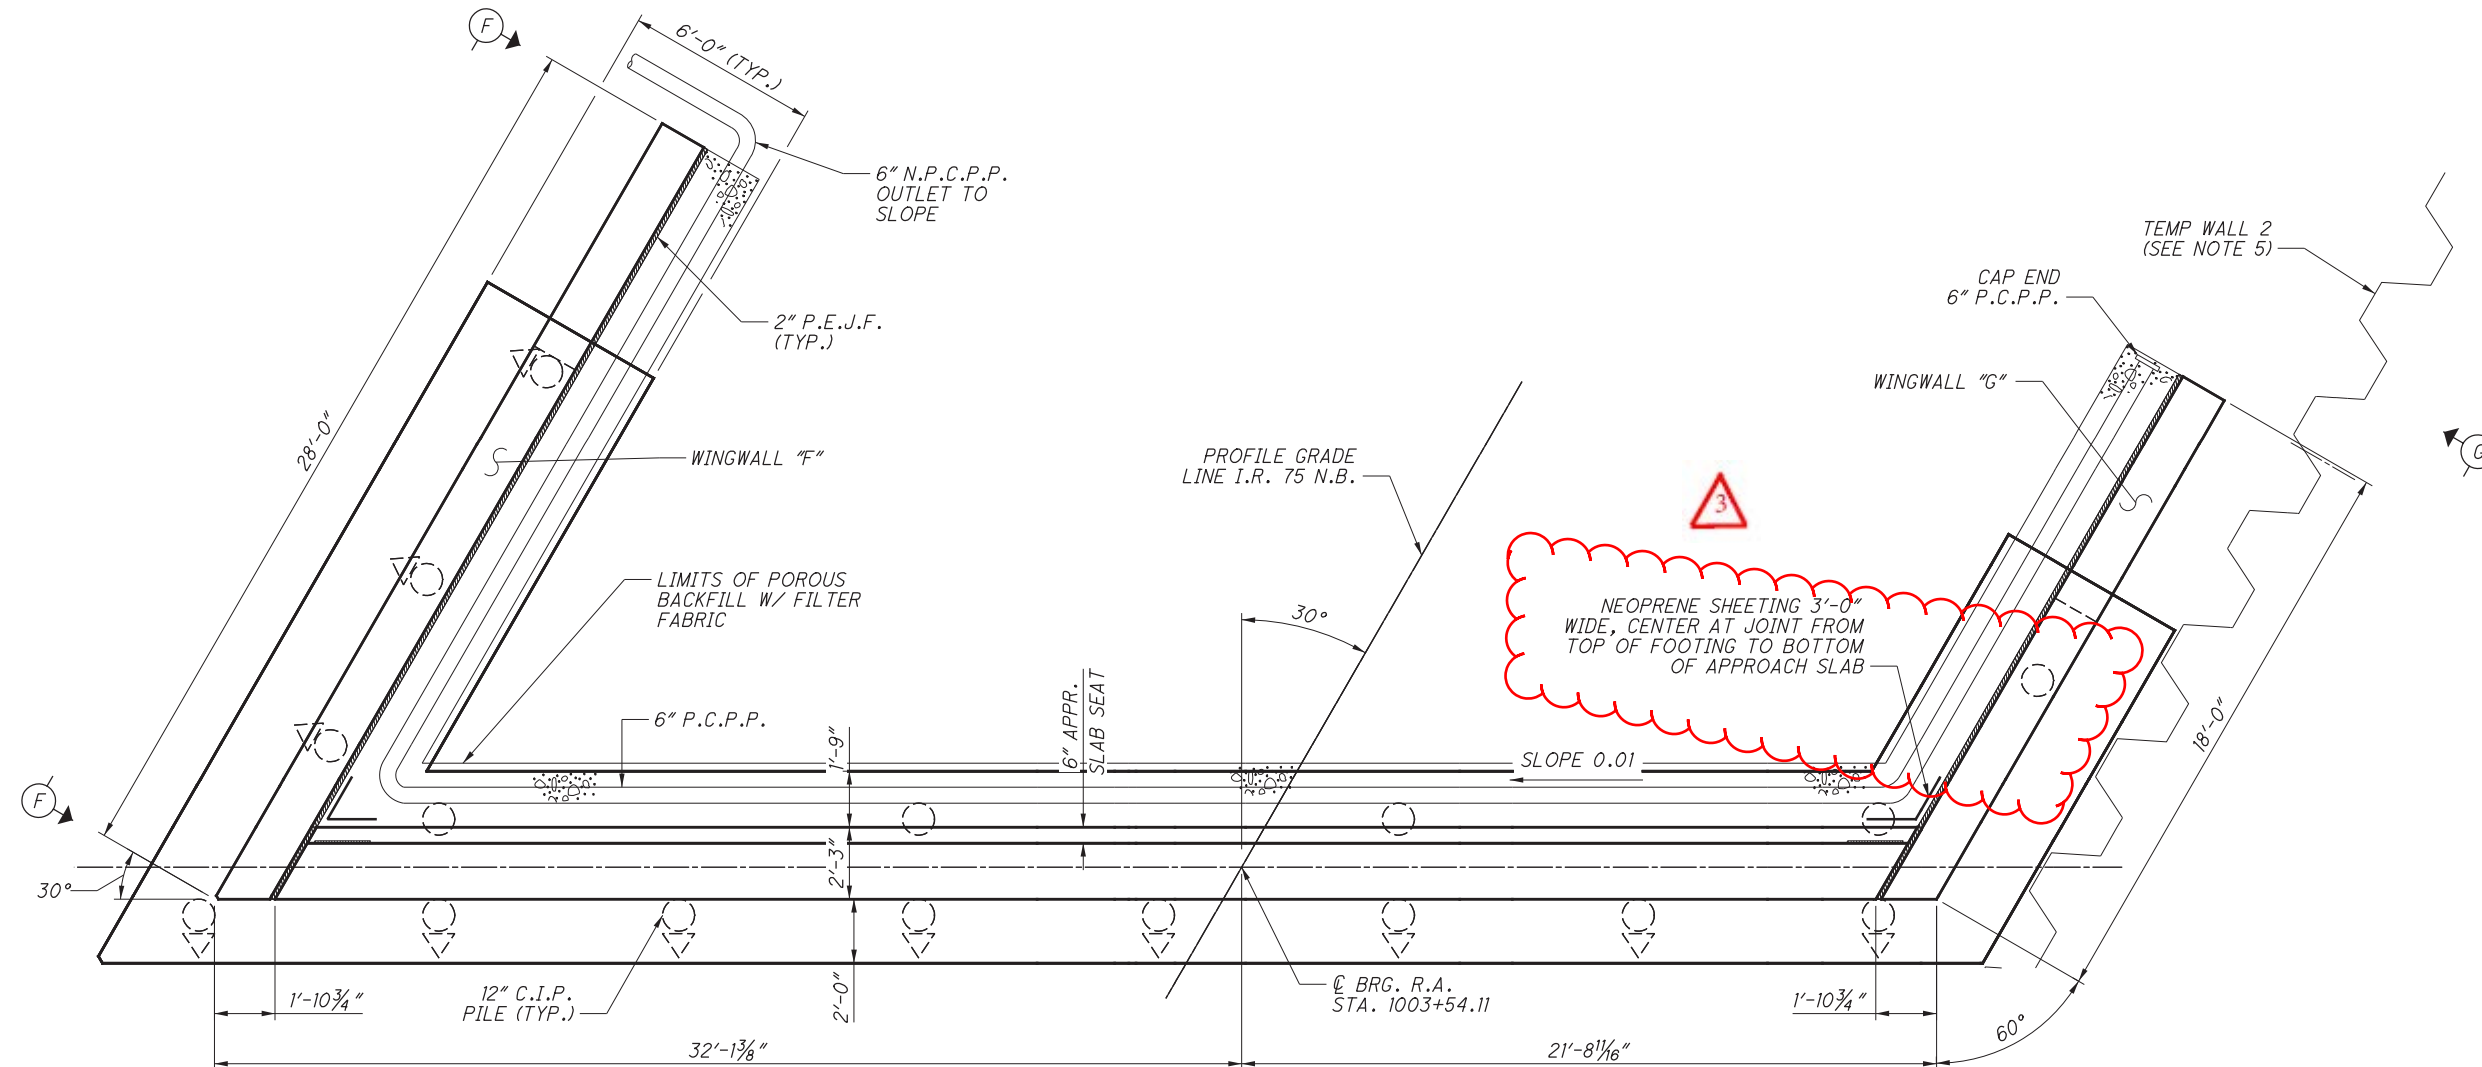 F
6'-0" (TYP.)
6" N.P.C.P.P.
OUTLET TO
SLOPE
TEMP WALL 2
(SEE NOTE 5)
CAP END
6" P.C.P.P.
2" P.E.J.F.
(TYP.)
WINGWALL "G"
28'-0"
WINGWALL "F"
PROFILE GRADE
LINE I.R. 75 N.B.
G
3
LIMITS OF POROUS
BACKFILL W/ FILTER
FABRIC
30°
NEOPRENE SHEETING 3'-0"
WIDE, CENTER AT JOINT FROM
TOP OF FOOTING TO BOTTOM
OF APPROACH SLAB
6" P.C.P.P.
1'-9"
6" APPR.
SLAB SEAT
SLOPE 0.01
18'-0"
F
30°
2'-3"
12" C.I.P.
PILE (TYP.)
2'-0"
℄ BRG. R.A.
STA. 1003+54.11
1'-10¾"
1'-10¾"
60°
32'-1⅜"
21'-8 11/16"